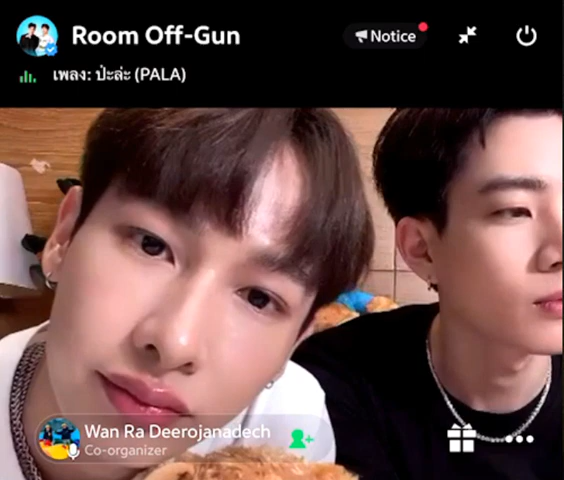 Room Off-Gun
Notice
เพลง: ป่ะล่ะ (PALA)
Wan Ra Deerojanadech
Co-organizer